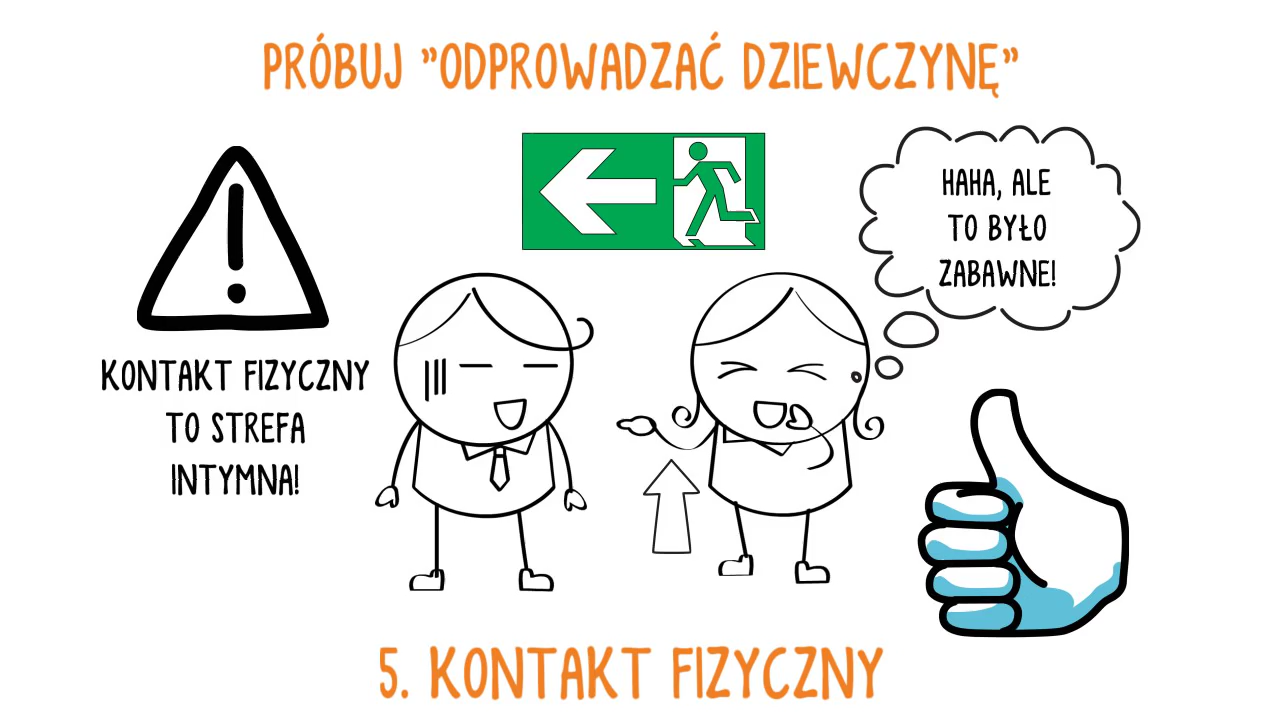 PRÓBUJ ”ODPROWADZAĆ DZIEWCZYNĘ”
HAHA, ALE
TO BYŁO
ZABAWNE!
KONTAKT FIZYCZNY
TO STREFA
INTYMNA!
5. KONTAKT FIZYCZNY